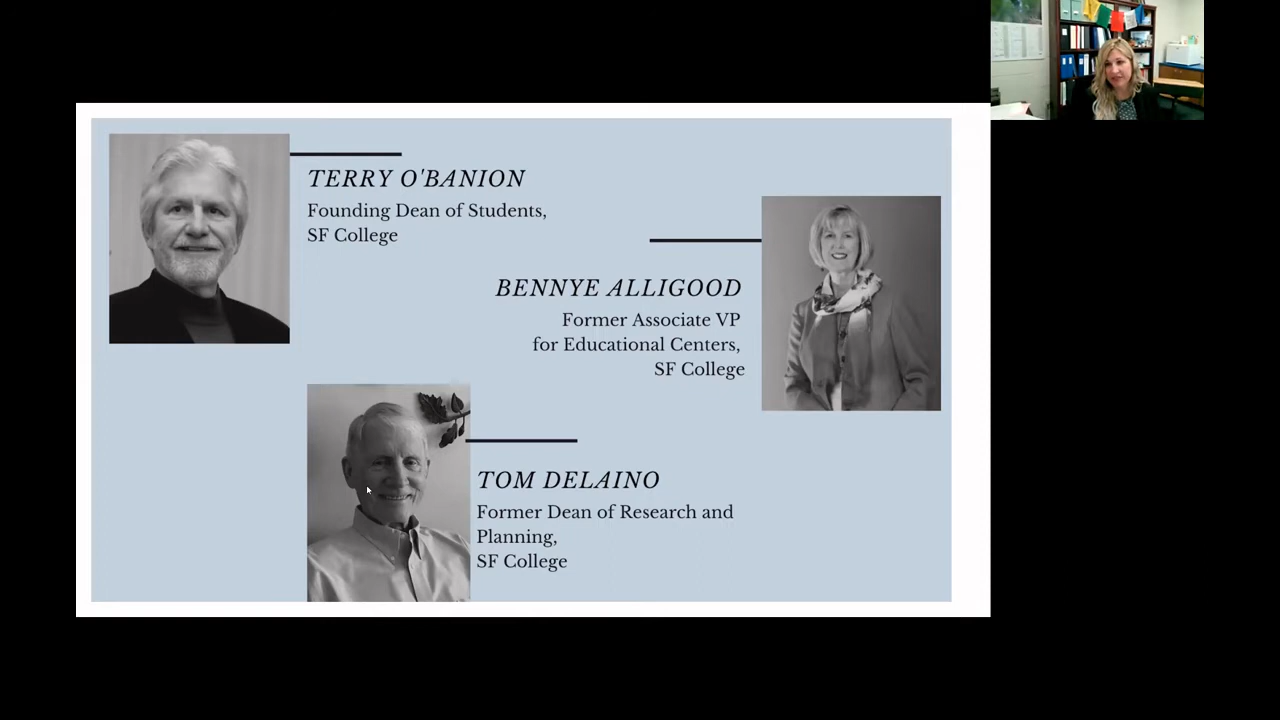 TERRY O'BANION
Founding Dean of Students,
SF College
BENNYE ALLIGOOD
Former Associate VP
for Educational Centers,
SF College
TOM DELAINO
Former Dean of Research and
Planning,
SF College